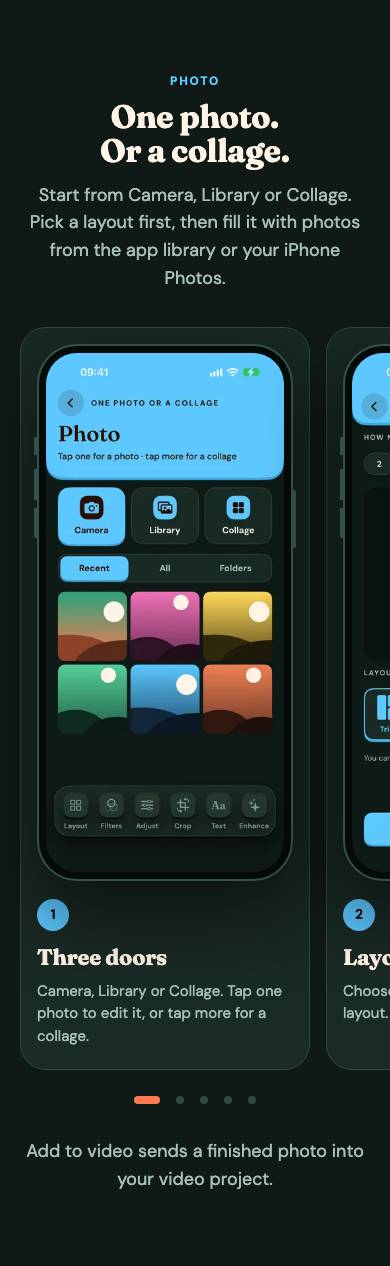 PHOTO
One photo.
Or a collage.
Start from Camera, Library or Collage.
Pick a layout first, then fill it with photos
from the app library or your iPhone
Photos.
09:41
ONE PHOTO OR A COLLAGE
Photo
Tap one for a photo · tap more for a collage
Camera
Library
Collage
Recent
All
Folders
Layout
Filters
Adjust
Crop
Aa
Text
Enhance
1
Three doors
Camera, Library or Collage. Tap one
photo to edit it, or tap more for a
collage.
HOW
2
2
layout.
Add to video sends a finished photo into
your video project.